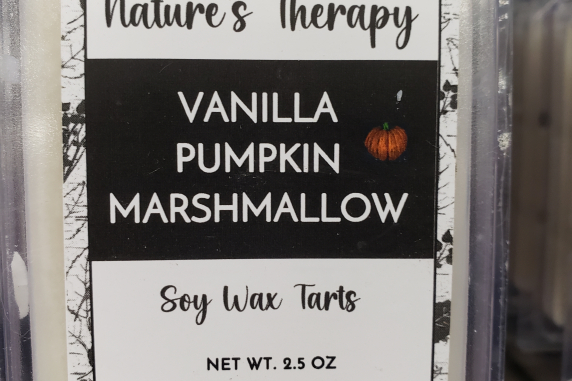 Nature's Therapy
VANILLA
PUMPKIN
MARSHMALLOW
Soy Wax Tarts
NET WT. 2.5 OZ